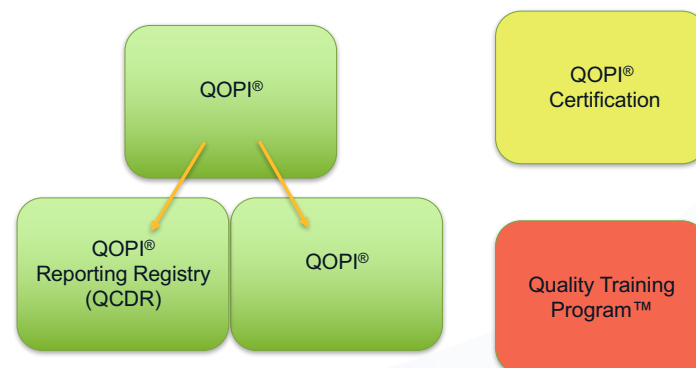 QOPI®
QOPI®
Certification
QOPI®
Reporting Registry
(QCDR)
QOPI®
Quality Training
Program™